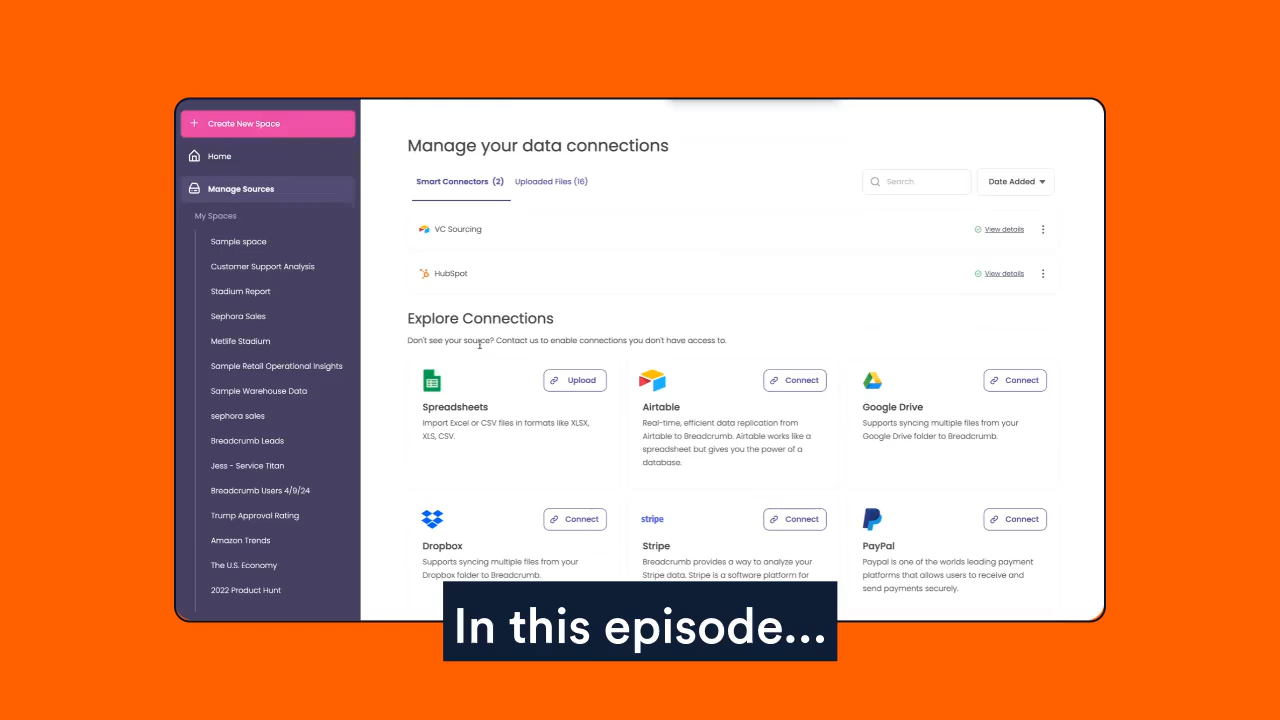 Create New Space
Home
Manage Sources
My Spaces
Sample space
Customer Support Analysis
Stadium Report
Sephora Sales
Metlife Stadium
Sample Retail Operational Insights
Sample Warehouse Data
sephora sales
Breadcrumb Leads
Jess - Service Titan
Breadcrumb Users 4/9/24
Trump Approval Rating
Amazon Trends
The U.S. Economy
2022 Product Hunt
Manage your data connections
Smart Connectors (2) Uploaded Files (16)
Search
Date Added
VC Sourcing
View details
HubSpot
View details
Explore Connections
Don't see your source? Contact us to enable connections you don't have access to.
Upload
Spreadsheets
Import Excel or CSV files in formats like XLSX,
XLS, CSV.
Connect
Airtable
Real-time, efficient data replication from
Airtable to Breadcrumb. Airtable works like a
spreadsheet but gives you the power of a
database.
Connect
Google Drive
Supports syncing multiple files from your
Google Drive folder to Breadcrumb.
Connect
Dropbox
Supports syncing multiple files from your
Dropbox folder to Breadcrumb.
stripe
Connect
Stripe
Breadcrumb provides a way to analyze your
Stripe data. Stripe is a software platform for
Connect
PayPal
Paypal is one of the worlds leading payment
platforms that allows users to receive and
send payments securely.
In this episode...